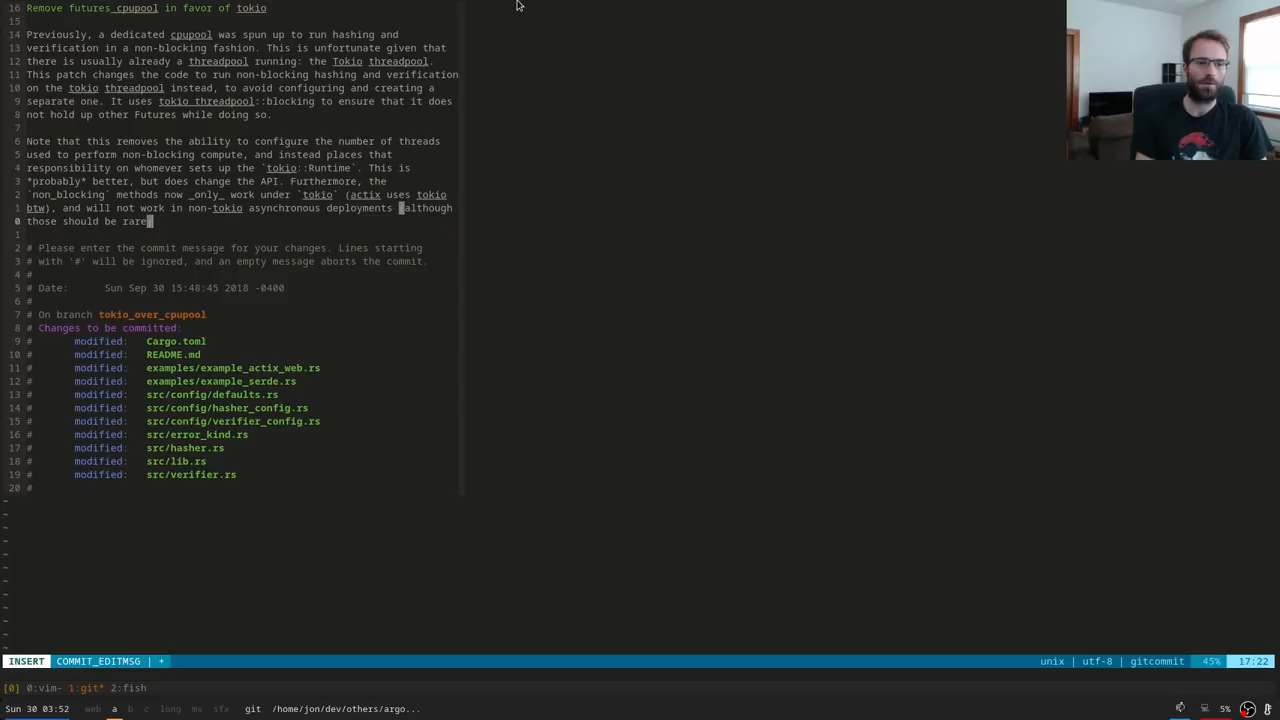 16 Remove futures_cpupool in favor of tokio
15
14 Previously, a dedicated cpupool was spun up to run hashing and
13 verification in a non-blocking fashion. This is unfortunate given that
12 there is usually already a threadpool running: the Tokio threadpool.
11 This patch changes the code to run non-blocking hashing and verification
10 on the tokio threadpool instead, to avoid configuring and creating a
9 separate one. It uses tokio_threadpool::blocking to ensure that it does
8 not hold up other Futures while doing so.
7
6 Note that this removes the ability to configure the number of threads
5 used to perform non-blocking compute, and instead places that
4 responsibility on whomever sets up the `tokio::Runtime`. This is
3 *probably* better, but does change the API. Furthermore, the
2 `non_blocking` methods now _only_ work under `tokio` (actix uses tokio
1 btw), and will not work in non-tokio asynchronous deployments (although
0 those should be rare)
1
2 # Please enter the commit message for your changes. Lines starting
3 # with '#' will be ignored, and an empty message aborts the commit.
4 #
5 # Date:      Sun Sep 30 15:48:45 2018 -0400
6 #
7 # On branch tokio_over_cpupool
8 # Changes to be committed:
9 #       modified:   Cargo.toml
10 #       modified:   README.md
11 #       modified:   examples/example_actix_web.rs
12 #       modified:   examples/example_serde.rs
13 #       modified:   src/config/defaults.rs
14 #       modified:   src/config/hasher_config.rs
15 #       modified:   src/config/verifier_config.rs
16 #       modified:   src/error_kind.rs
17 #       modified:   src/hasher.rs
18 #       modified:   src/lib.rs
19 #       modified:   src/verifier.rs
20 #
~
~
~
~
~
~
~
~
~
~
~
~
INSERT COMMIT_EDITMSG | + unix | utf-8 | gitcommit 45% 17:22
[0] 0:vim- 1:git* 2:fish
Sun 30 03:52 web a b c long mx sfx git /home/jon/dev/others/argo... 5%